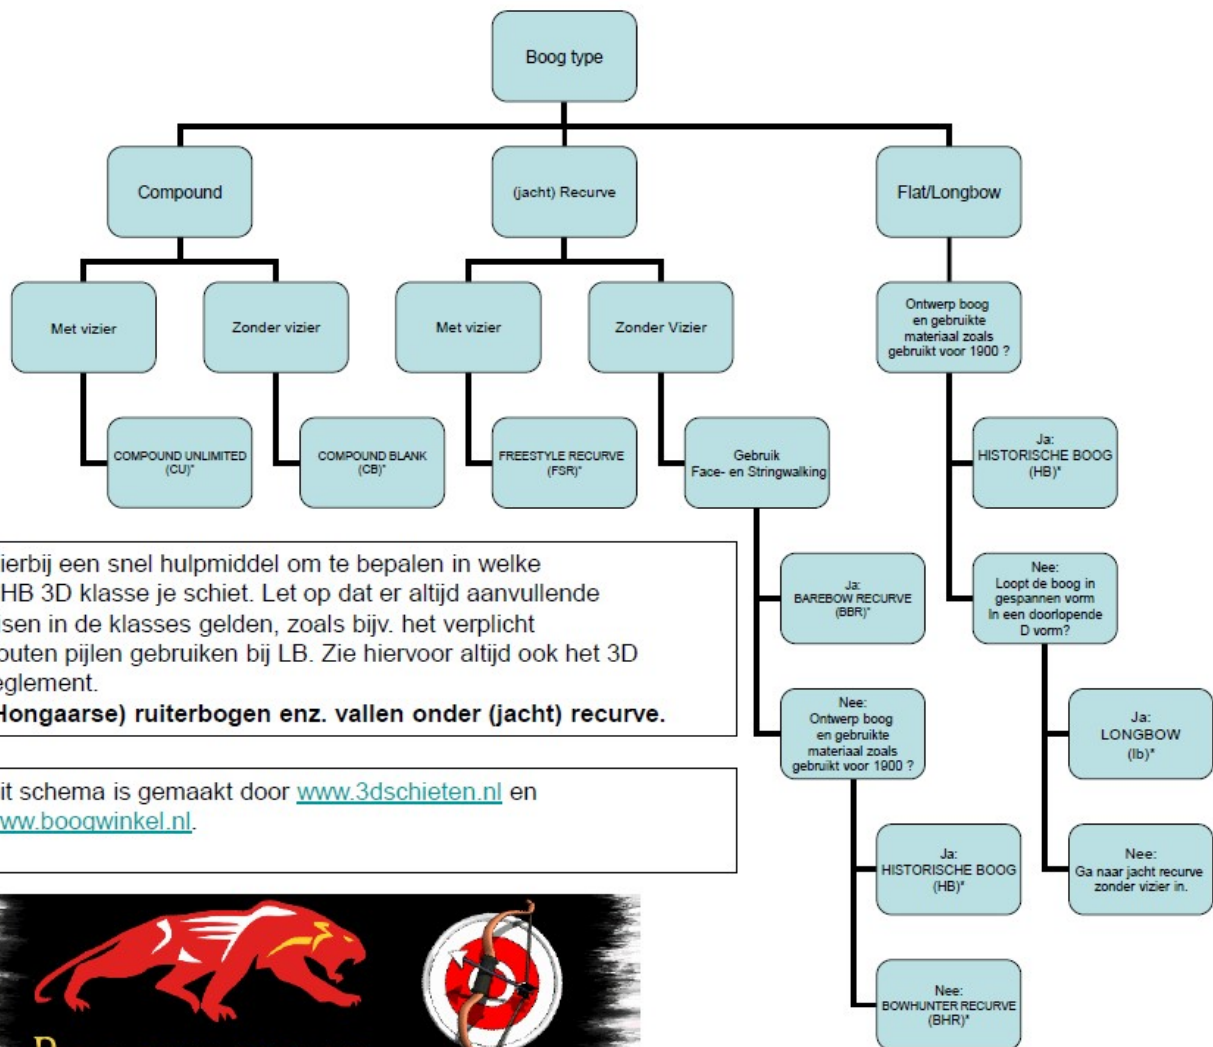 Boog type
Compound
(jacht) Recurve
Flat/Longbow
Met vizier
Zonder vizier
Met vizier
Zonder Vizier
Ontwerp boog
en gebruikte
materiaal zoals
gebruikt voor 1900 ?
COMPOUND UNLIMITED
(CU)*
COMPOUND BLANK
(CB)*
FREESTYLE RECURVE
(FSR)*
Gebruik
Face- en Stringwalking
Ja:
HISTORISCHE BOOG
(HB)*
Ja:
BAREBOW RECURVE
(BBR)*
Nee:
Loopt de boog in
gespannen vorm
In een doorlopende
D vorm?
Nee:
Ontwerp boog
en gebruikte
materiaal zoals
gebruikt voor 1900 ?
Ja:
LONGBOW
(lb)*
Ja:
HISTORISCHE BOOG
(HB)*
Nee:
Ga naar jacht recurve
zonder vizier in.
Nee:
BOWHUNTER RECURVE
(BHR)*
ierbij een snel hulpmiddel om te bepalen in welke
HB 3D klasse je schiet. Let op dat er altijd aanvullende
isen in de klasses gelden, zoals bijv. het verplicht
outen pijlen gebruiken bij LB. Zie hiervoor altijd ook het 3D
eglement.
Hongaarse) ruiterbogen enz. vallen onder (jacht) recurve.
it schema is gemaakt door www.3dschieten.nl en
ww.boogwinkel.nl.